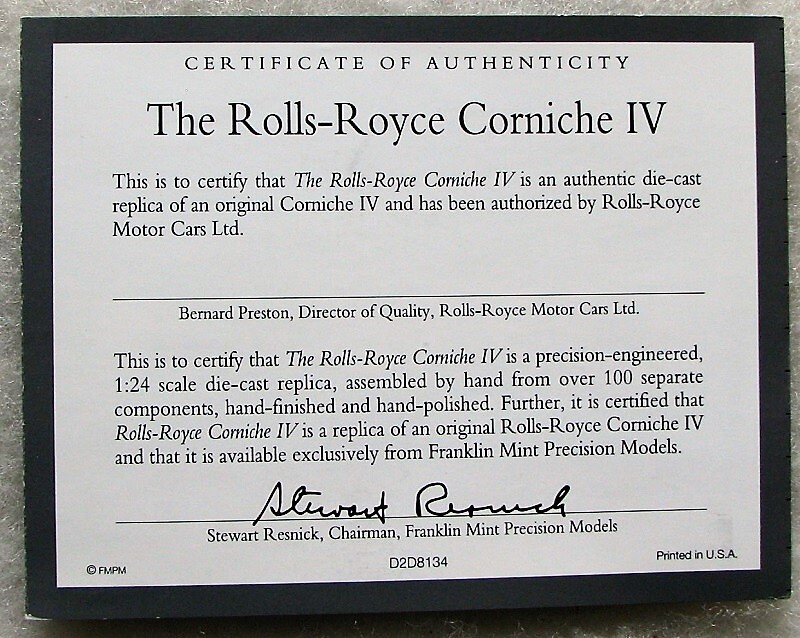 CERTIFICATE OF AUTHENTICITY
The Rolls-Royce Corniche IV
This is to certify that The Rolls-Royce Corniche IV is an authentic die-cast
replica of an original Corniche IV and has been authorized by Rolls-Royce
Motor Cars Ltd.
Bernard Preston, Director of Quality, Rolls-Royce Motor Cars Ltd.
This is to certify that The Rolls-Royce Corniche IV is a precision-engineered,
1:24 scale die-cast replica, assembled by hand from over 100 separate
components, hand-finished and hand-polished. Further, it is certified that
Rolls-Royce Corniche IV is a replica of an original Rolls-Royce Corniche IV
and that it is available exclusively from Franklin Mint Precision Models.
Stewart Resnick
Stewart Resnick, Chairman, Franklin Mint Precision Models
© FMPM
D2D8134
Printed in U.S.A.